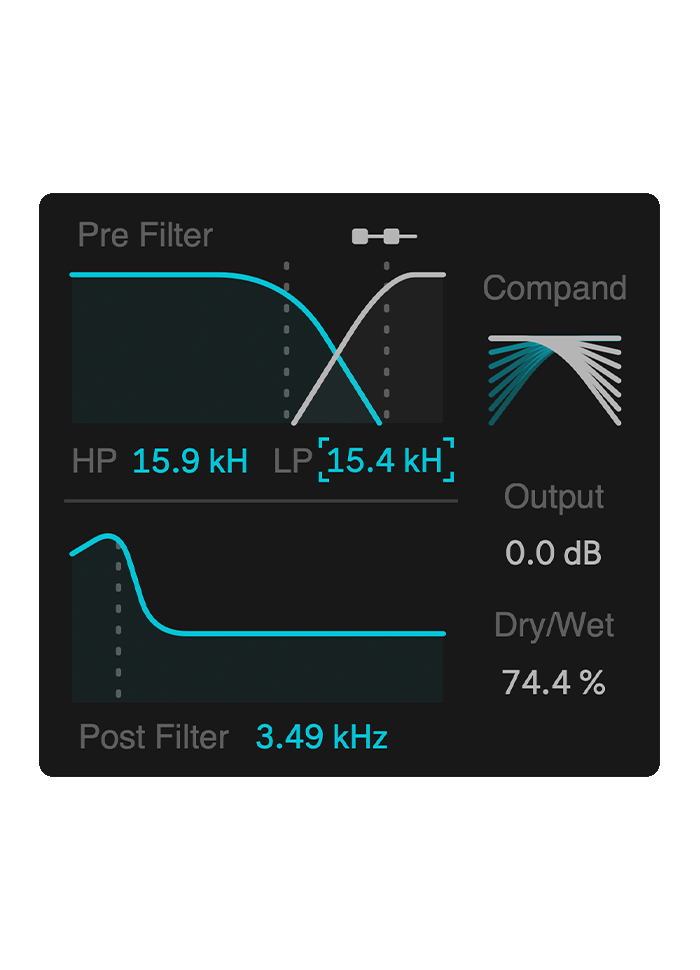 Pre Filter
Compand
HP 15.9 kH LP 15.4 kH
Output
0.0 dB
Dry/Wet
74.4 %
Post Filter 3.49 kHz